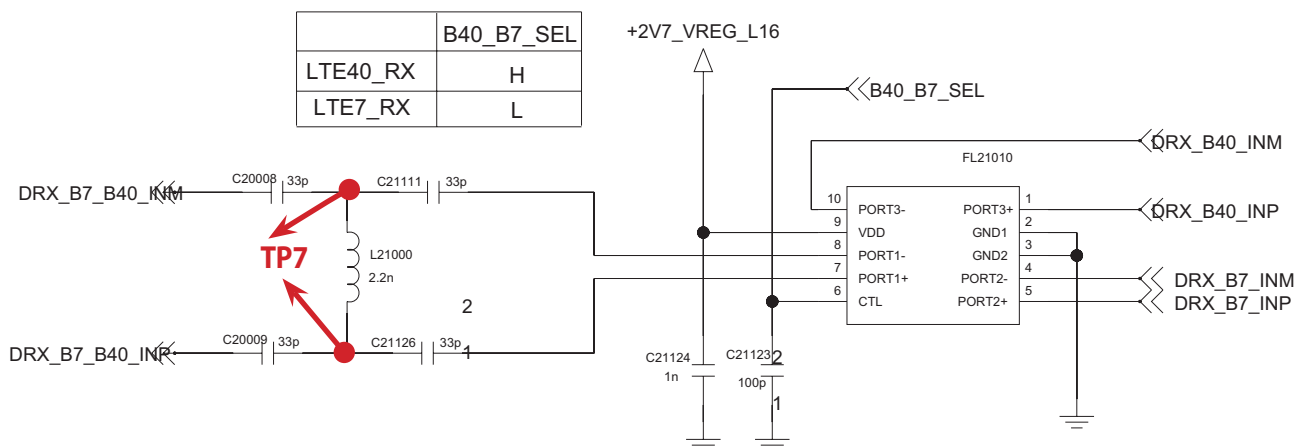 B40_B7_SEL
LTE40_RX H
LTE7_RX L
+2V7_VREG_L16
B40_B7_SEL
DRX_B40_INM
FL21010
C20008 33p
C21111 33p
DRX_B7_B40_INM
10 PORT3- PORT3+ 1
DRX_B40_INP
9 VDD GND1 2
8 PORT1- GND2 3
7 PORT1+ PORT2- 4
DRX_B7_INM
6 CTL PORT2+ 5
DRX_B7_INP
TP7
L21000
2.2n
2
C20009 33p
C21126 33p
1
DRX_B7_B40_INP
C21124
1n
C21123 2
100p
1